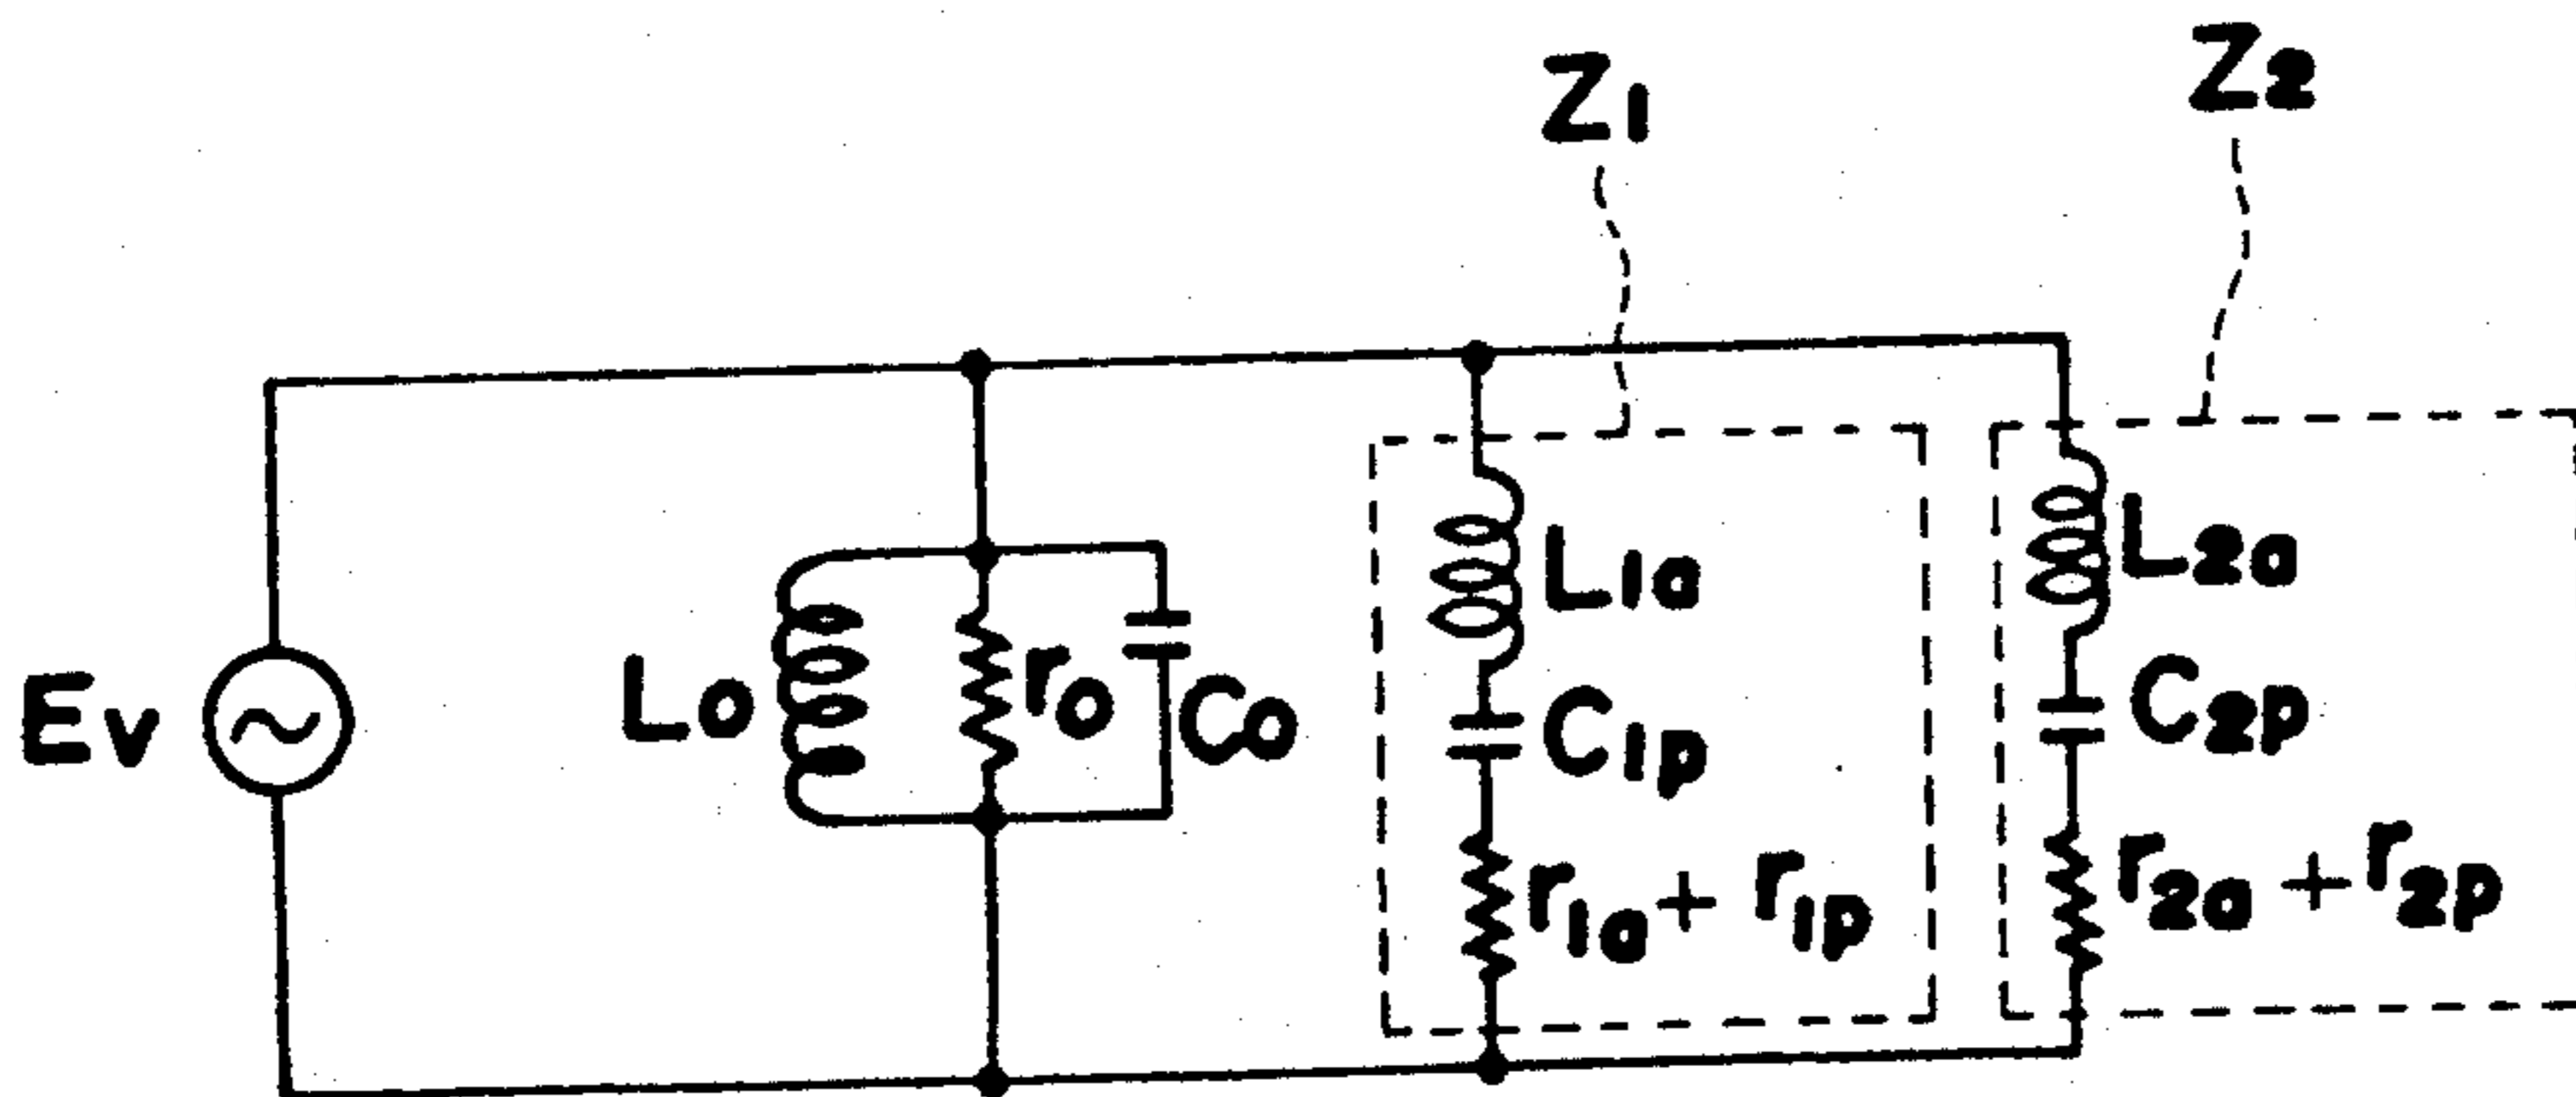 Z1
Z2
Ev
Lo
ro
Co
L1a
C1p
r1a + r1p
L2a
C2p
r2a + r2p